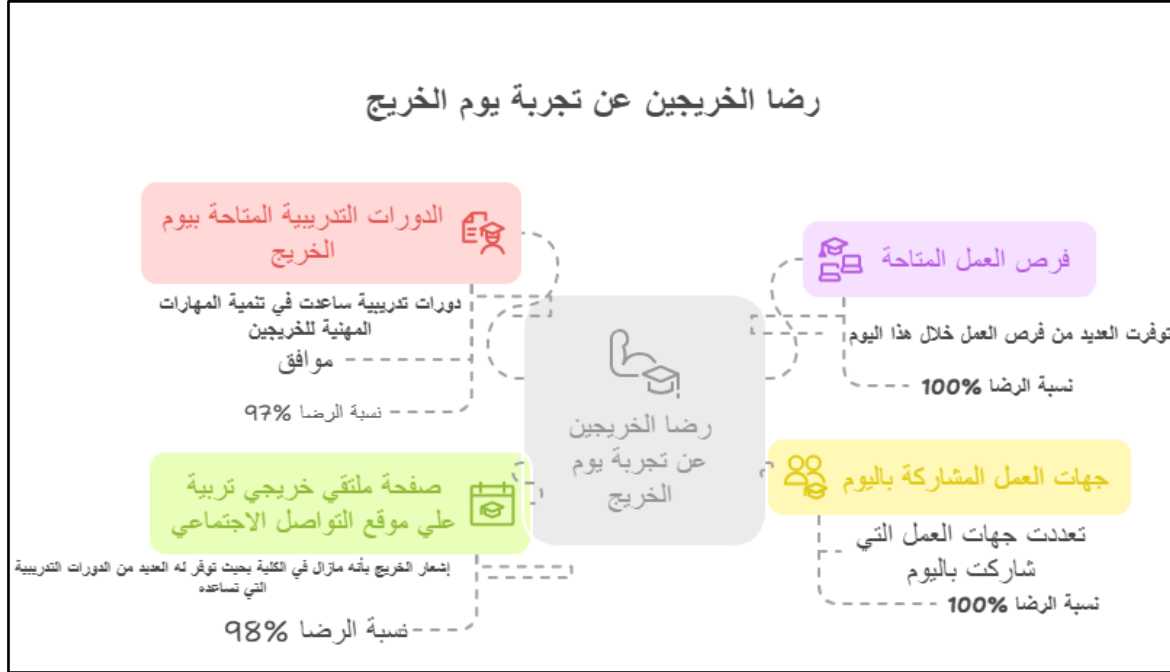 رضا الخريجين عن تجربة يوم الخريج
فرص العمل المتاحة
توفرت العديد من فرص العمل خلال هذا اليوم
نسبة الرضا 100%
جهات العمل المشاركة باليوم
تعددت جهات العمل التي
شاركت باليوم
نسبة الرضا 100%
رضا الخريجين
عن تجربة يوم
الخريج
الدورات التدريبية المتاحة بيوم
الخريج
دورات تدريبية ساعدت في تنمية المهارات
المهنية للخريجين
موافق
نسبة الرضا 97%
صفحة ملتقي خريجي تربية
علي موقع التواصل الاجتماعي
إشعار الخريج بأنه مازال في الكلية بحيث توفر له العديد من الدورات التدريبية
التي تساعده
نسبة الرضا 98%